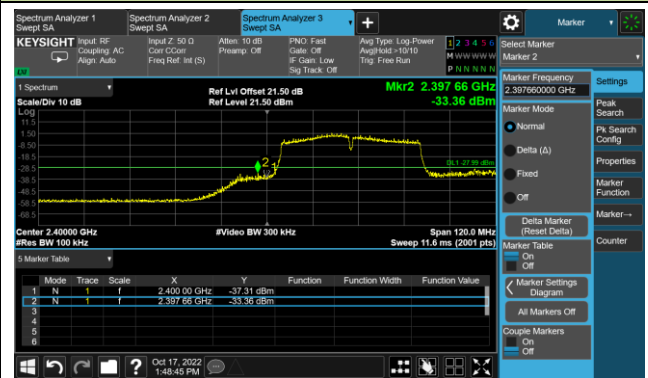 Spectrum Analyzer 1
Swept SA
Spectrum Analyzer 2
Swept SA
Spectrum Analyzer 3
Swept SA
+
Marker
KEYSIGHT
Input: RF
Coupling: AC
Align: Auto
Input Z: 50 Ω
Corr CCorr
Freq Ref: Int (S)
Atten: 10 dB
Preamp: Off
PNO: Fast
Gate: Off
IF Gain: Low
Sig Track: Off
Avg Type: Log-Power
Avg|Hold >10/10
Trig: Free Run
1 2 3 4 5 6
M W W W W W
P N N N N N
LXI
Select Marker
Marker 2
1 Spectrum
Scale/Div 10 dB
Ref Lvl Offset 21.50 dB
Ref Level 21.50 dBm
Mkr2 2.397 66 GHz
-33.36 dBm
Log
11.5
1.50
-8.50
-18.5
-28.5
-38.5
-48.5
-58.5
-68.5
2
1
DL1 -27.99 dBm
Center 2.40000 GHz
#Res BW 100 kHz
#Video BW 300 kHz
Span 120.0 MHz
Sweep 11.6 ms (2001 pts)
5 Marker Table
Mode Trace Scale X Y Function Function Width Function Value
1 N 1 f 2.400 00 GHz -37.31 dBm
2 N 1 f 2.397 66 GHz -33.36 dBm
3
4
5
6
Marker Frequency
2.397660000 GHz
Marker Mode
Normal
Delta (Δ)
Fixed
Off
Delta Marker
(Reset Delta)
Marker Table
On
Off
Marker Settings
Diagram
All Markers Off
Couple Markers
On
Off
Settings
Peak
Search
Pk Search
Config
Properties
Marker
Function
Marker→
Counter
?
Oct 17, 2022
1:48:45 PM